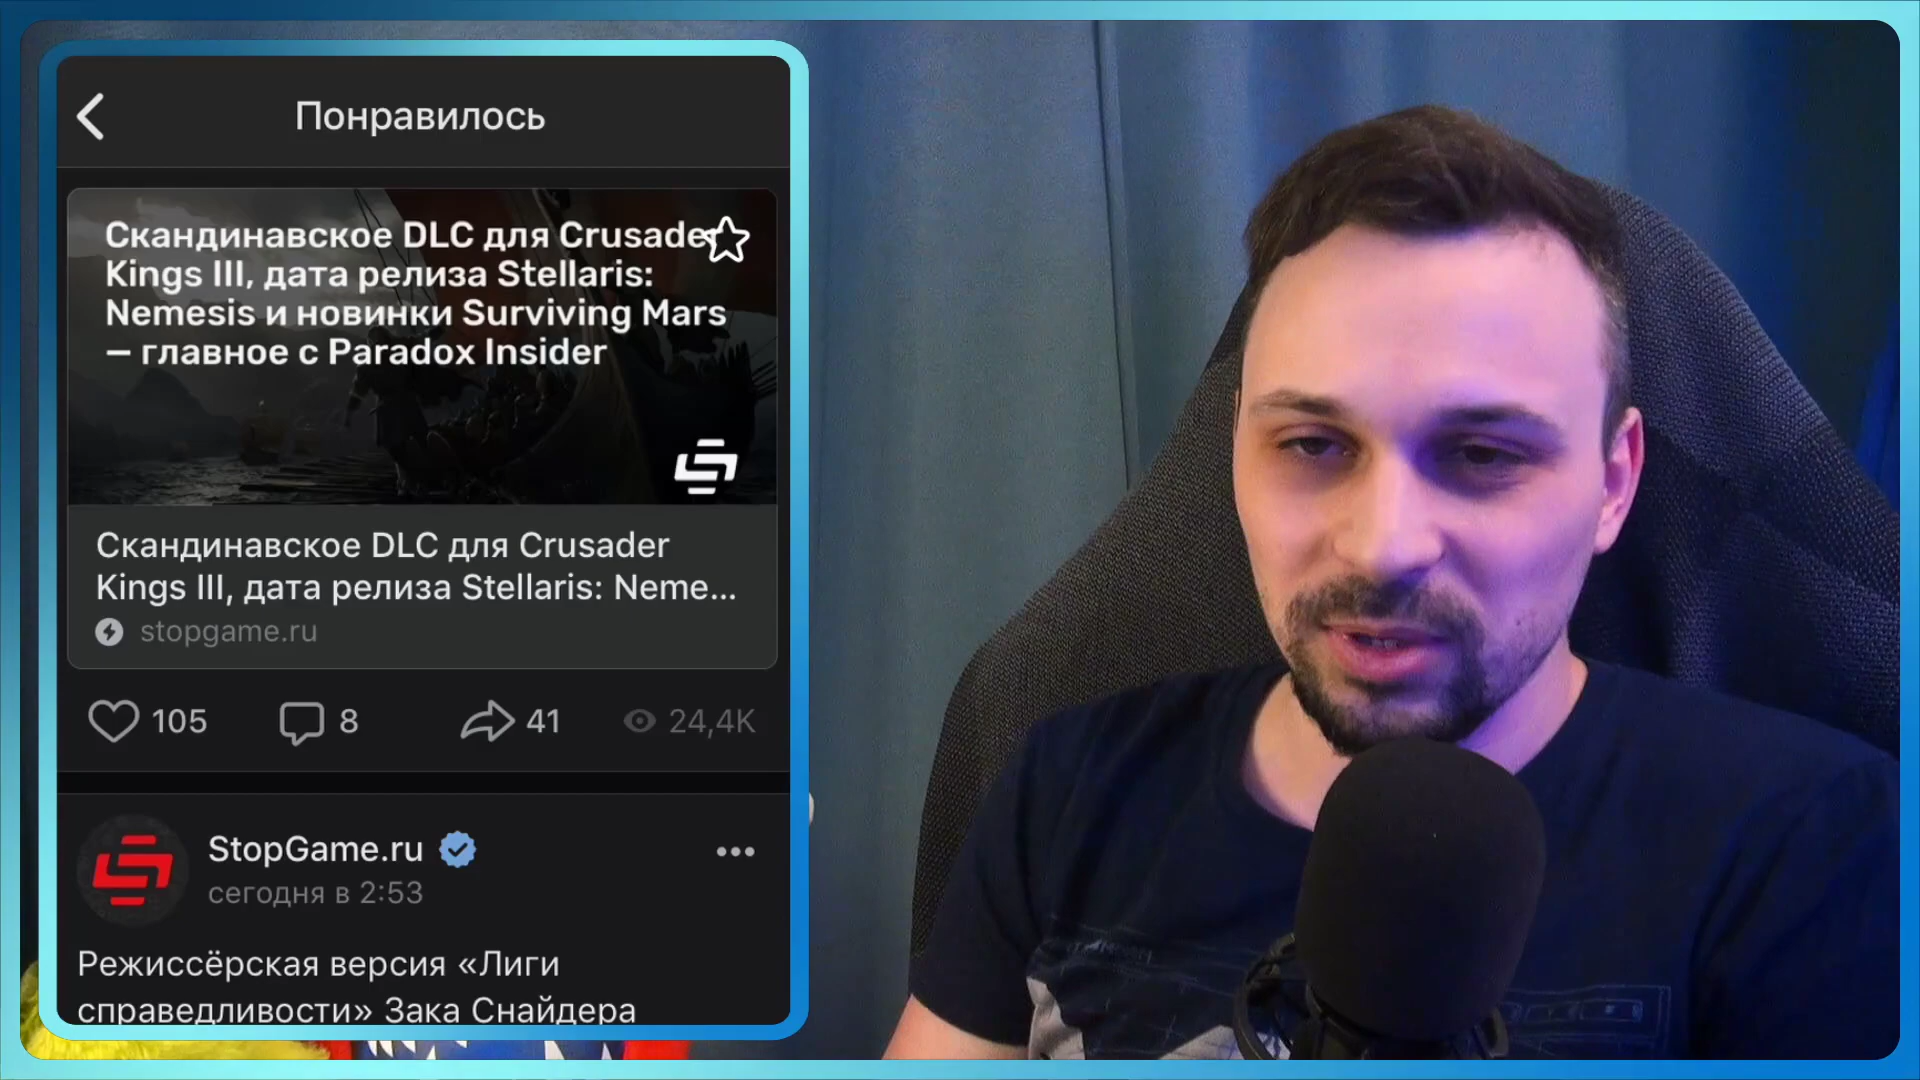 Понравилось
Скандинавское DLC для Crusader
Kings III, дата релиза Stellaris:
Nemesis и новинки Surviving Mars
— главное с Paradox Insider
Скандинавское DLC для Crusader
Kings III, дата релиза Stellaris: Neme...
stopgame.ru
105 8 41 24,4K
StopGame.ru
сегодня в 2:53
Режиссёрская версия «Лиги
справедливости» Зака Снайдера